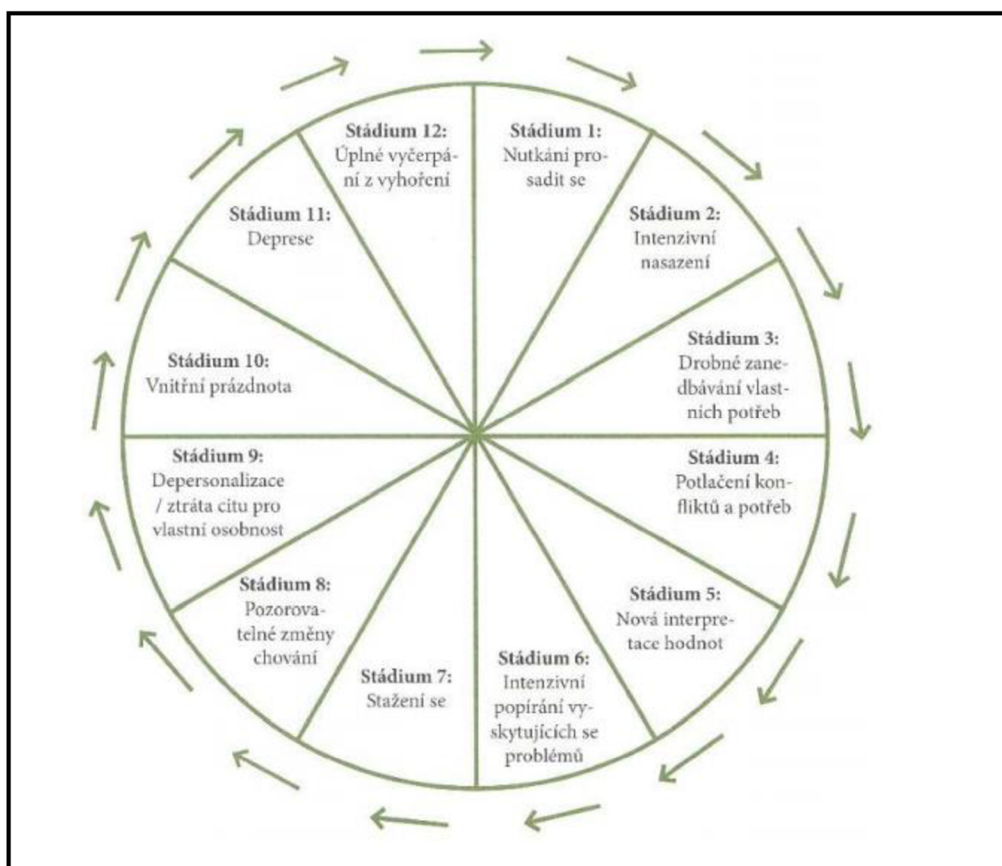 Stádium 1:
Nutkání pro-
sadit se
Stádium 2:
Intenzivní
nasazení
Stádium 3:
Drobné zane-
dbávání vlast-
ních potřeb
Stádium 4:
Potlačení kon-
fliktů a potřeb
Stádium 5:
Nová interpre-
tace hodnot
Stádium 6:
Intenzivní
popírání vy-
skytujících se
problémů
Stádium 7:
Stažení se
Stádium 8:
Pozorova-
telné změny
chování
Stádium 9:
Depersonalizace
/ ztráta citu pro
vlastní osobnost
Stádium 10:
Vnitřní prázdnota
Stádium 11:
Deprese
Stádium 12:
Úplné vyčerpá-
ní z vyhoření